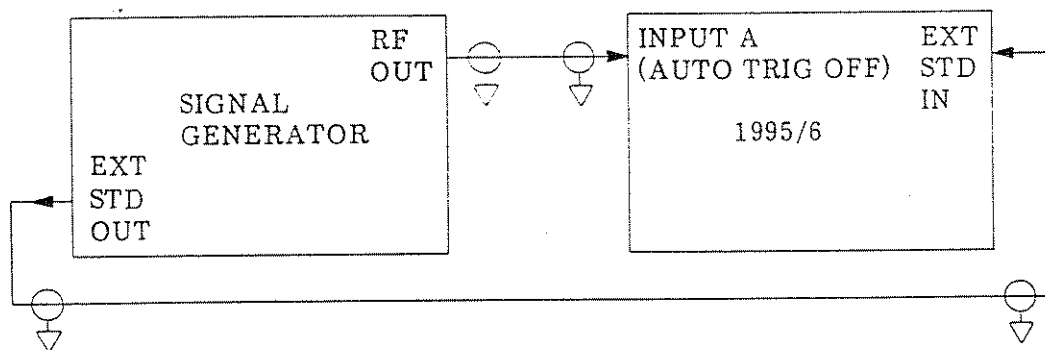 RF
OUT
SIGNAL
GENERATOR
EXT
STD
OUT
INPUT A
(AUTO TRIG OFF)
EXT
STD
IN
1995/6